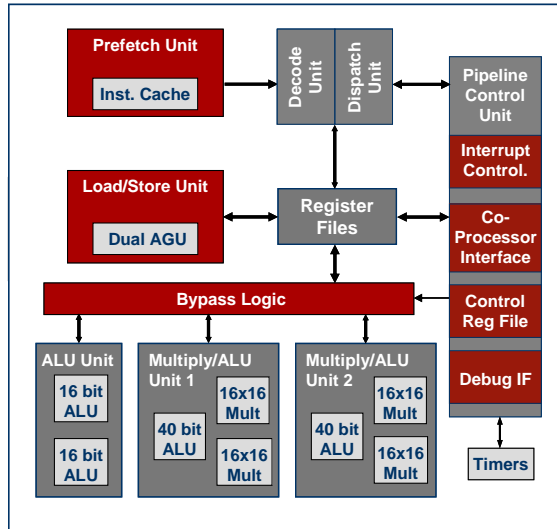 Prefetch Unit
Inst. Cache
Decode
Unit
Dispatch
Unit
Pipeline
Control
Unit
Interrupt
Control.
Load/Store Unit
Dual AGU
Register
Files
Co-
Processor
Interface
Bypass Logic
Control
Reg File
ALU Unit
16 bit
ALU
16 bit
ALU
Multiply/ALU
Unit 1
40 bit
ALU
16x16
Mult
16x16
Mult
Multiply/ALU
Unit 2
40 bit
ALU
16x16
Mult
16x16
Mult
Debug IF
Timers